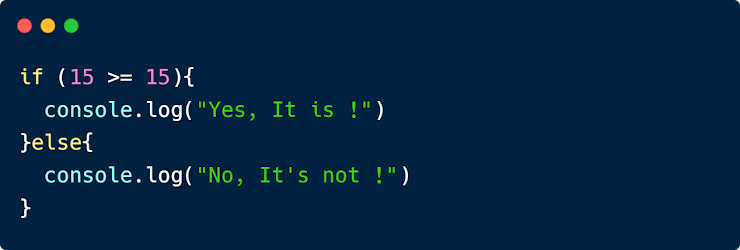 if (15 >= 15){
  console.log("Yes, It is !")
}else{
  console.log("No, It's not !")
}